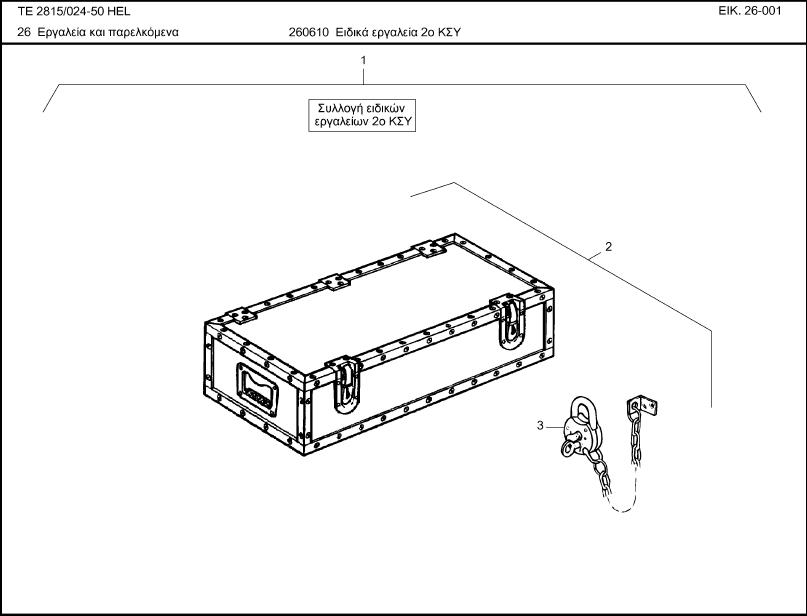 TE 2815/024-50 HEL
ΕΙΚ. 26-001
26 Εργαλεία και παρελκόμενα
260610 Ειδικά εργαλεία 2ο ΚΣΥ
1
Συλλογή ειδικών
εργαλείων 2ο ΚΣΥ
2
3